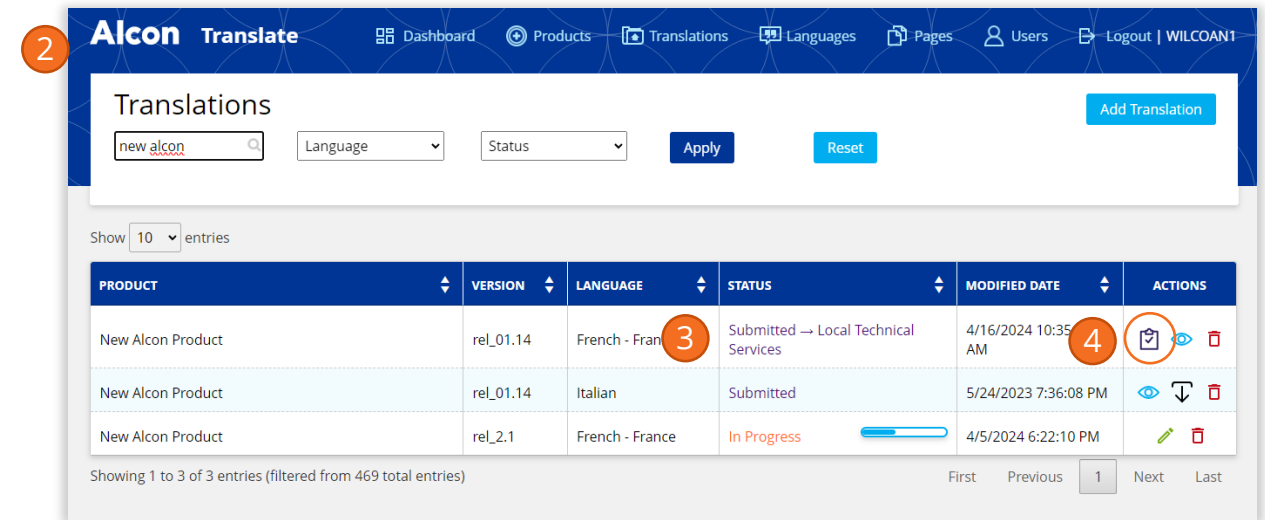 2
Alcon Translate Dashboard Products Translations Languages Pages Users Logout | WILCOAN1
Translations
Add Translation
new alcon Language Status Apply Reset
Show 10 entries
PRODUCT VERSION LANGUAGE STATUS MODIFIED DATE ACTIONS
New Alcon Product rel_01.14 French - Fran 3 Submitted → Local Technical Services 4/16/2024 10:35 AM 4
New Alcon Product rel_01.14 Italian Submitted 5/24/2023 7:36:08 PM
New Alcon Product rel_2.1 French - France In Progress 4/5/2024 6:22:10 PM
Showing 1 to 3 of 3 entries (filtered from 469 total entries) First Previous 1 Next Last